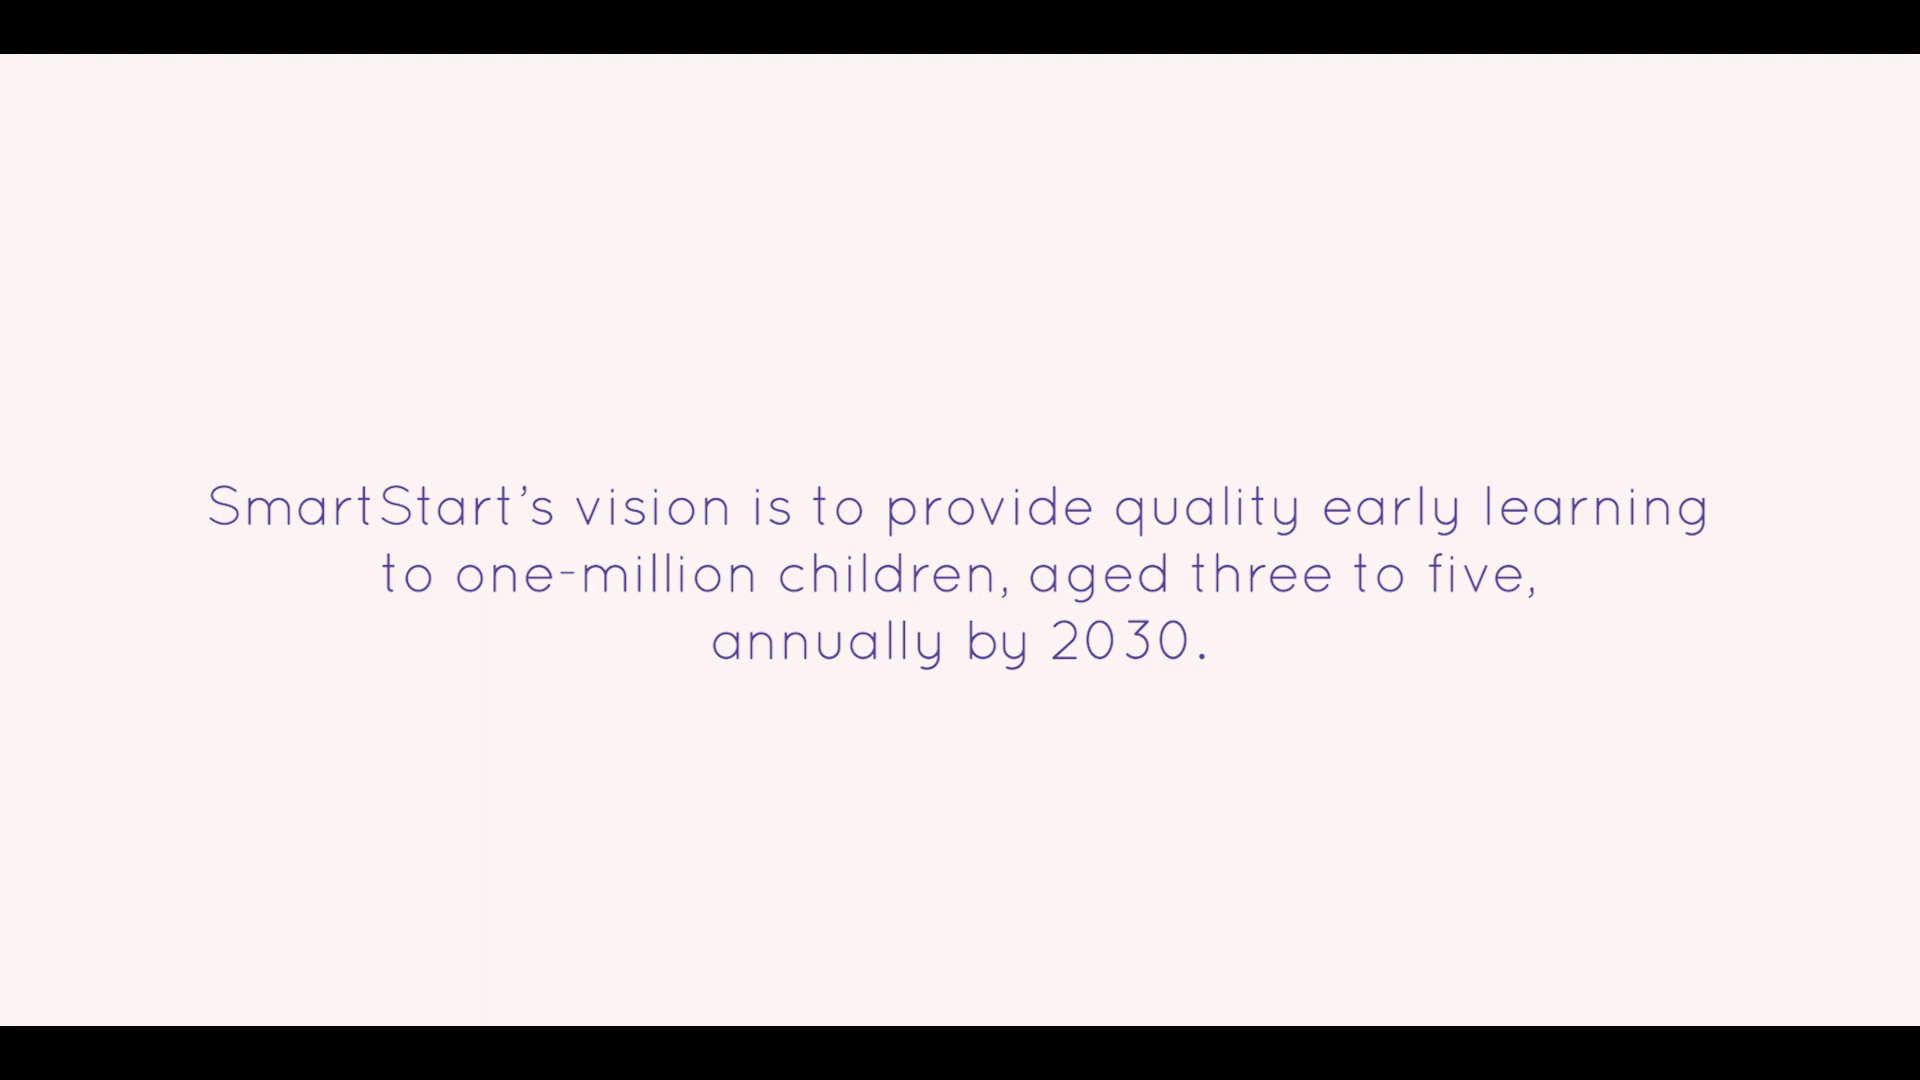 SmartStart’s vision is to provide quality early learning
to one-million children, aged three to five,
annually by 2030.